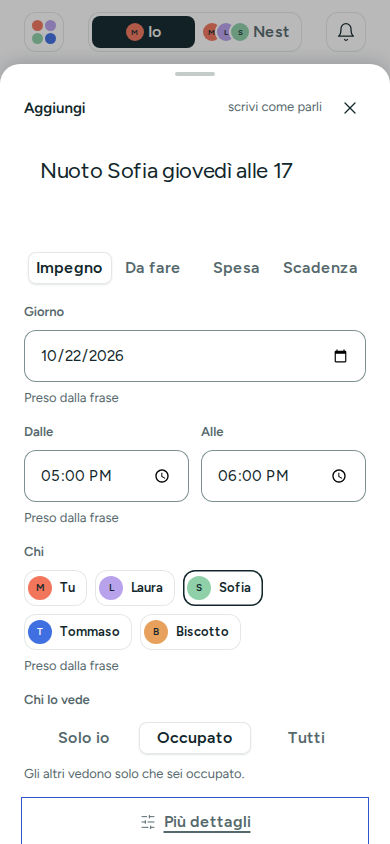 M Io M L S Nest
Aggiungi scrivi come parli
Nuoto Sofia giovedì alle 17
Impegno Da fare Spesa Scadenza
Giorno
10/22/2026
Preso dalla frase
Dalle Alle
05:00 PM 06:00 PM
Preso dalla frase
Chi
M Tu L Laura S Sofia
T Tommaso B Biscotto
Preso dalla frase
Chi lo vede
Solo io Occupato Tutti
Gli altri vedono solo che sei occupato.
Più dettagli